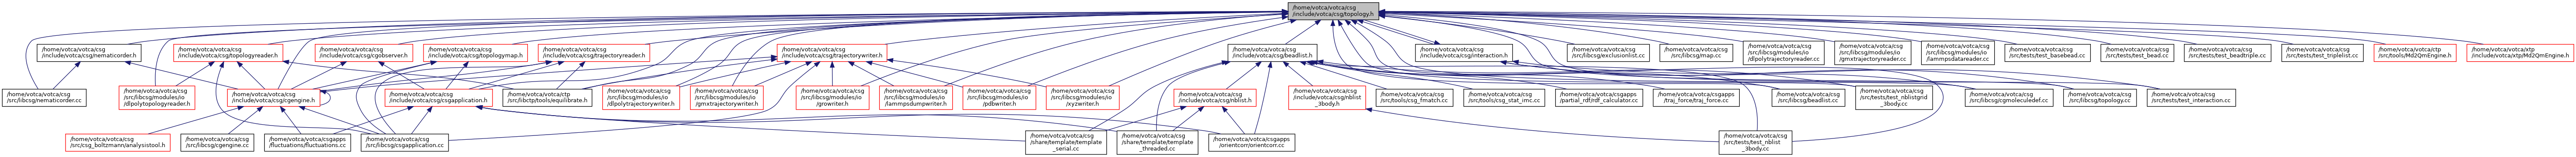 /home/votca/votca/csg
/include/votca/csg/topology.h
/home/votca/votca/csg
/include/votca/csg/nematicorder.h
/home/votca/votca/csg
/include/votca/csg/topologyreader.h
/home/votca/votca/csg
/include/votca/csg/cgobserver.h
/home/votca/votca/csg
/include/votca/csg/topologymap.h
/home/votca/votca/csg
/include/votca/csg/trajectoryreader.h
/home/votca/votca/csg
/include/votca/csg/trajectorywriter.h
/home/votca/votca/csg
/include/votca/csg/beadlist.h
/home/votca/votca/csg
/include/votca/csg/interaction.h
/home/votca/votca/csg
/src/libcsg/exclusionlist.cc
/home/votca/votca/csg
/src/libcsg/map.cc
/home/votca/votca/csg
/src/libcsg/modules/io
/dlpolytrajectoryreader.cc
/home/votca/votca/csg
/src/libcsg/modules/io
/gmxtrajectoryreader.cc
/home/votca/votca/csg
/src/libcsg/modules/io
/lammpsdatareader.cc
/home/votca/votca/csg
/src/tests/test_basebead.cc
/home/votca/votca/csg
/src/tests/test_bead.cc
/home/votca/votca/csg
/src/tests/test_beadtriple.cc
/home/votca/votca/csg
/src/tests/test_triplelist.cc
/home/votca/votca/ctp
/src/tools/Md2QmEngine.h
/home/votca/votca/xtp
/include/votca/xtp/Md2QmEngine.h
/home/votca/votca/csg
/src/libcsg/nematicorder.cc
/home/votca/votca/csg
/src/libcsg/modules/io
/dlpolytopologyreader.h
/home/votca/votca/csg
/include/votca/csg/cgengine.h
/home/votca/votca/csg
/include/votca/csg/csgapplication.h
/home/votca/votca/ctp
/src/libctp/tools/equilibrate.h
/home/votca/votca/csg
/src/libcsg/modules/io
/dlpolytrajectorywriter.h
/home/votca/votca/csg
/src/libcsg/modules/io
/gmxtrajectorywriter.h
/home/votca/votca/csg
/src/libcsg/modules/io
/growriter.h
/home/votca/votca/csg
/src/libcsg/modules/io
/lammpsdumpwriter.h
/home/votca/votca/csg
/src/libcsg/modules/io
/pdbwriter.h
/home/votca/votca/csg
/src/libcsg/modules/io
/xyzwriter.h
/home/votca/votca/csg
/include/votca/csg/nblist.h
/home/votca/votca/csg
/include/votca/csg/nblist
_3body.h
/home/votca/votca/csg
/src/tools/csg_fmatch.cc
/home/votca/votca/csg
/src/tools/csg_stat_imc.cc
/home/votca/votca/csgapps
/partial_rdf/rdf_calculator.cc
/home/votca/votca/csgapps
/traj_force/traj_force.cc
/home/votca/votca/csg
/src/libcsg/beadlist.cc
/home/votca/votca/csg
/src/tests/test_nblistgrid
_3body.cc
/home/votca/votca/csg
/src/libcsg/cgmoleculedef.cc
/home/votca/votca/csg
/src/libcsg/topology.cc
/home/votca/votca/csg
/src/tests/test_interaction.cc
/home/votca/votca/csg
/src/csg_boltzmann/analysistool.h
/home/votca/votca/csg
/src/libcsg/cgengine.cc
/home/votca/votca/csgapps
/fluctuations/fluctuations.cc
/home/votca/votca/csg
/src/libcsg/csgapplication.cc
/home/votca/votca/csg
/share/template/template
_serial.cc
/home/votca/votca/csg
/share/template/template
_threaded.cc
/home/votca/votca/csgapps
/orientcorr/orientcorr.cc
/home/votca/votca/csg
/src/tests/test_nblist
_3body.cc